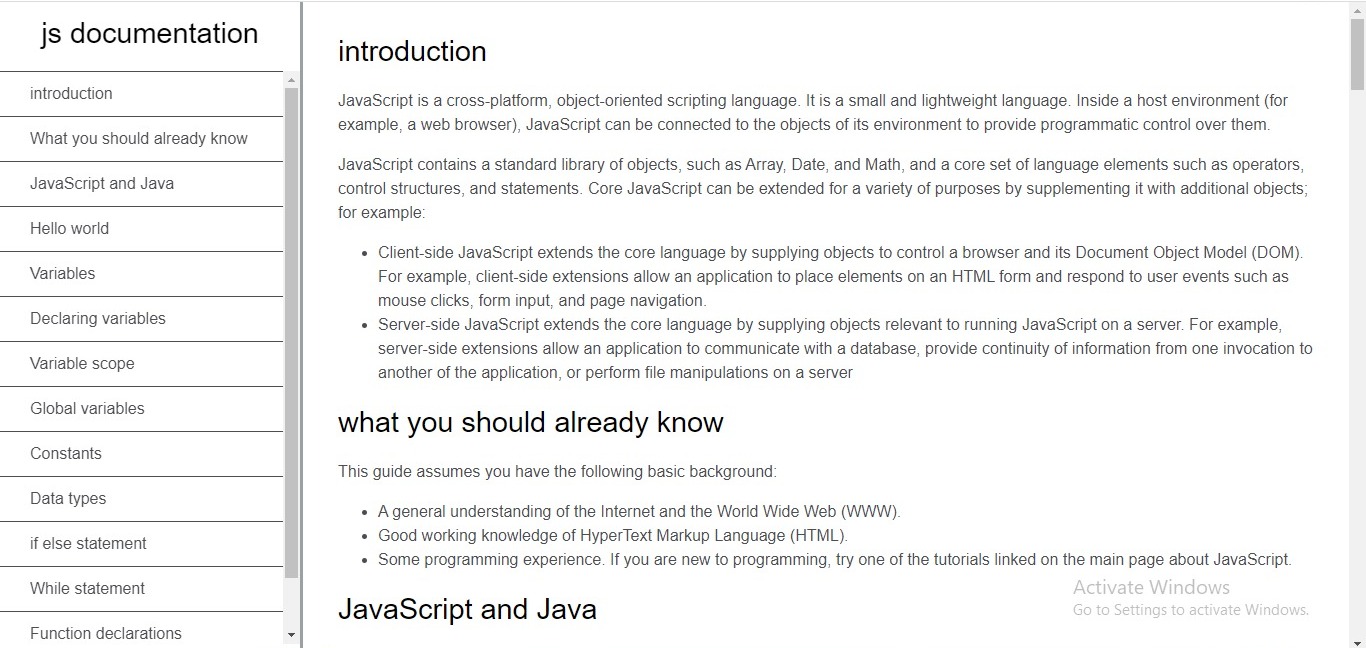 js documentation
introduction
What you should already know
JavaScript and Java
Hello world
Variables
Declaring variables
Variable scope
Global variables
Constants
Data types
if else statement
While statement
Function declarations
introduction
JavaScript is a cross-platform, object-oriented scripting language. It is a small and lightweight language. Inside a host environment (for
example, a web browser), JavaScript can be connected to the objects of its environment to provide programmatic control over them.
JavaScript contains a standard library of objects, such as Array, Date, and Math, and a core set of language elements such as operators,
control structures, and statements. Core JavaScript can be extended for a variety of purposes by supplementing it with additional objects;
for example:
• Client-side JavaScript extends the core language by supplying objects to control a browser and its Document Object Model (DOM).
For example, client-side extensions allow an application to place elements on an HTML form and respond to user events such as
mouse clicks, form input, and page navigation.
• Server-side JavaScript extends the core language by supplying objects relevant to running JavaScript on a server. For example,
server-side extensions allow an application to communicate with a database, provide continuity of information from one invocation to
another of the application, or perform file manipulations on a server
what you should already know
This guide assumes you have the following basic background:
• A general understanding of the Internet and the World Wide Web (WWW).
• Good working knowledge of HyperText Markup Language (HTML).
• Some programming experience. If you are new to programming, try one of the tutorials linked on the main page about JavaScript.
JavaScript and Java
Activate Windows
Go to Settings to activate Windows.